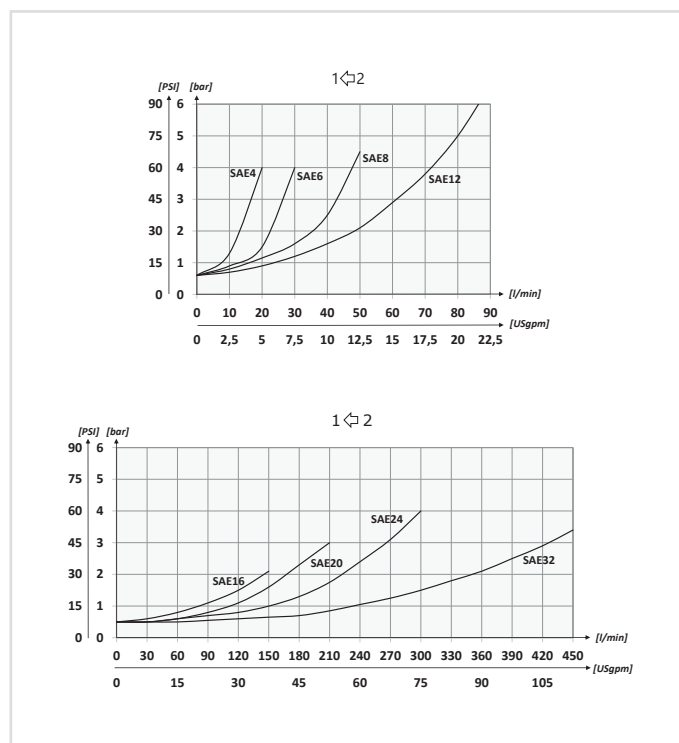 1⇦2
[PSI] [bar]
90 6
75 5
60 4
45 3
30 2
15 1
0 0
SAE4
SAE6
SAE8
SAE12
[l/min]
0 10 20 30 40 50 60 70 80 90
[USgpm]
0 2,5 5 7,5 10 12,5 15 17,5 20 22,5
1⇦2
[PSI] [bar]
90 6
75 5
60 4
45 3
30 2
15 1
0 0
SAE16
SAE20
SAE24
SAE32
[l/min]
0 30 60 90 120 150 180 210 240 270 300 330 360 390 420 450
[USgpm]
0 15 30 45 60 75 90 105